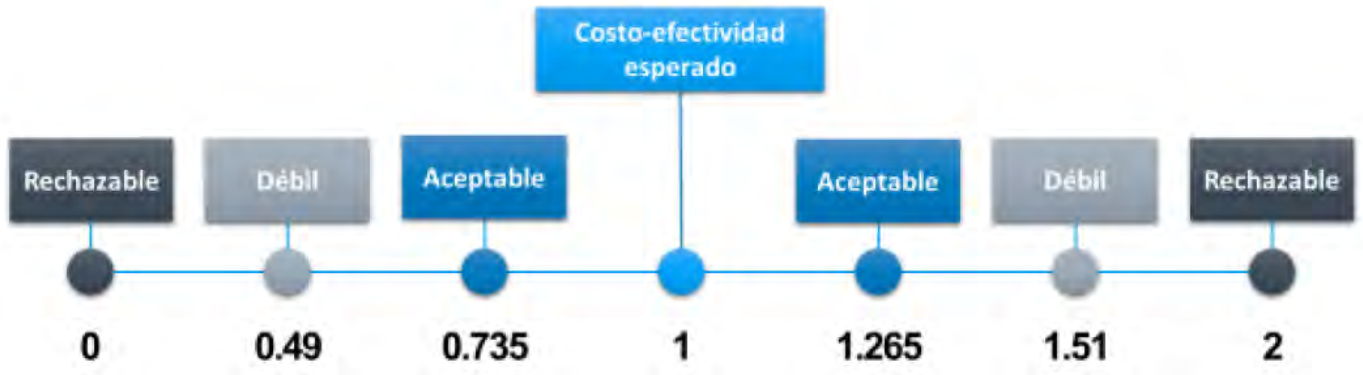 Costo-efectividad
esperado
Rechazable
Débil
Aceptable
Aceptable
Débil
Rechazable
0
0.49
0.735
1
1.265
1.51
2